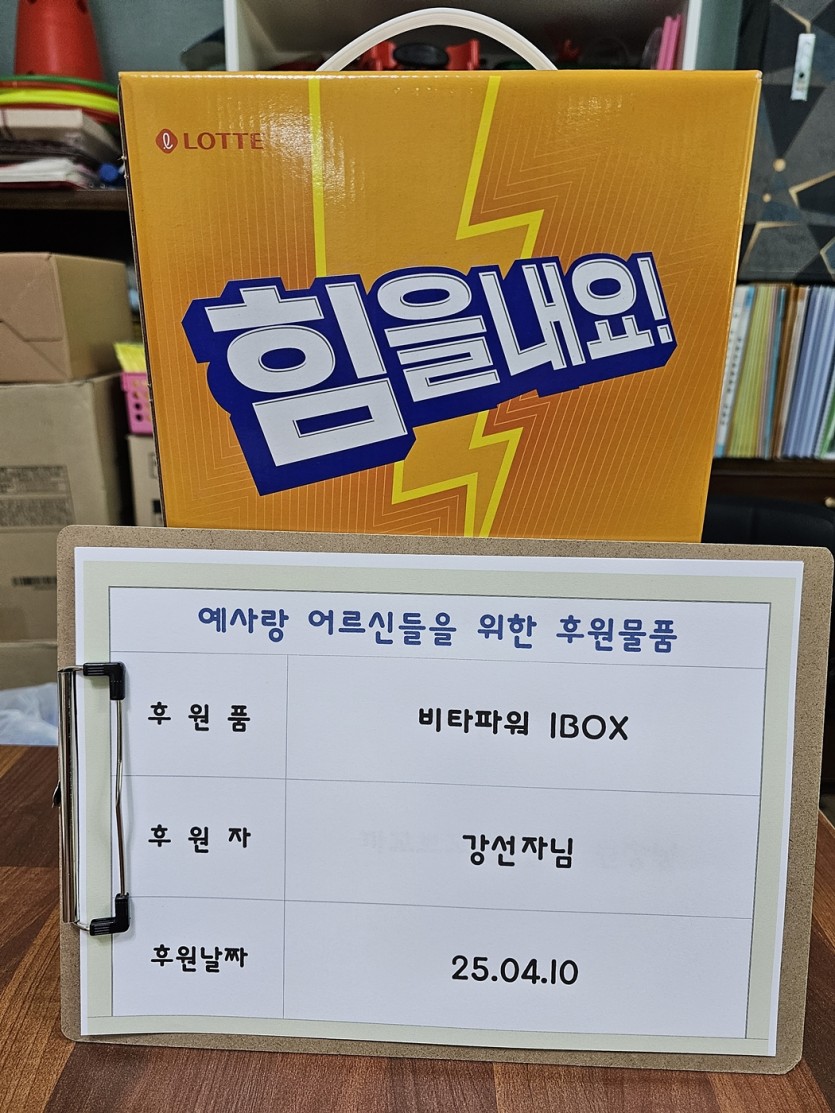 LOTTE
힘을내요!
예사랑 어르신들을 위한 후원물품
후 원 품
비타파워 1BOX
후 원 자
강선자님
후원날짜
25.04.10